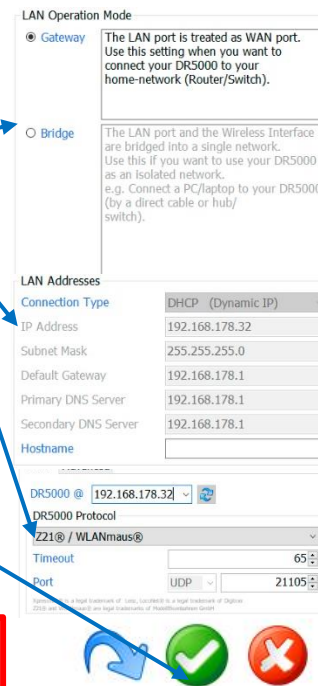 LAN Operation Mode
Gateway
The LAN port is treated as WAN port.
Use this setting when you want to
connect your DR5000 to your
home-network (Router/Switch).
Bridge
The LAN port and the Wireless Interface
are bridged into a single network.
Use this if you want to use your DR5000
as an isolated network.
e.g. Connect a PC/laptop to your DR5000
(by a direct cable or hub/
switch).
LAN Addresses
Connection Type DHCP (Dynamic IP)
IP Address 192.168.178.32
Subnet Mask 255.255.255.0
Default Gateway 192.168.178.1
Primary DNS Server 192.168.178.1
Secondary DNS Server 192.168.178.1
Hostname
DR5000 @ 192.168.178.32
DR5000 Protocol
Z21® / WLANmaus®
Timeout 65
Port UDP 21105